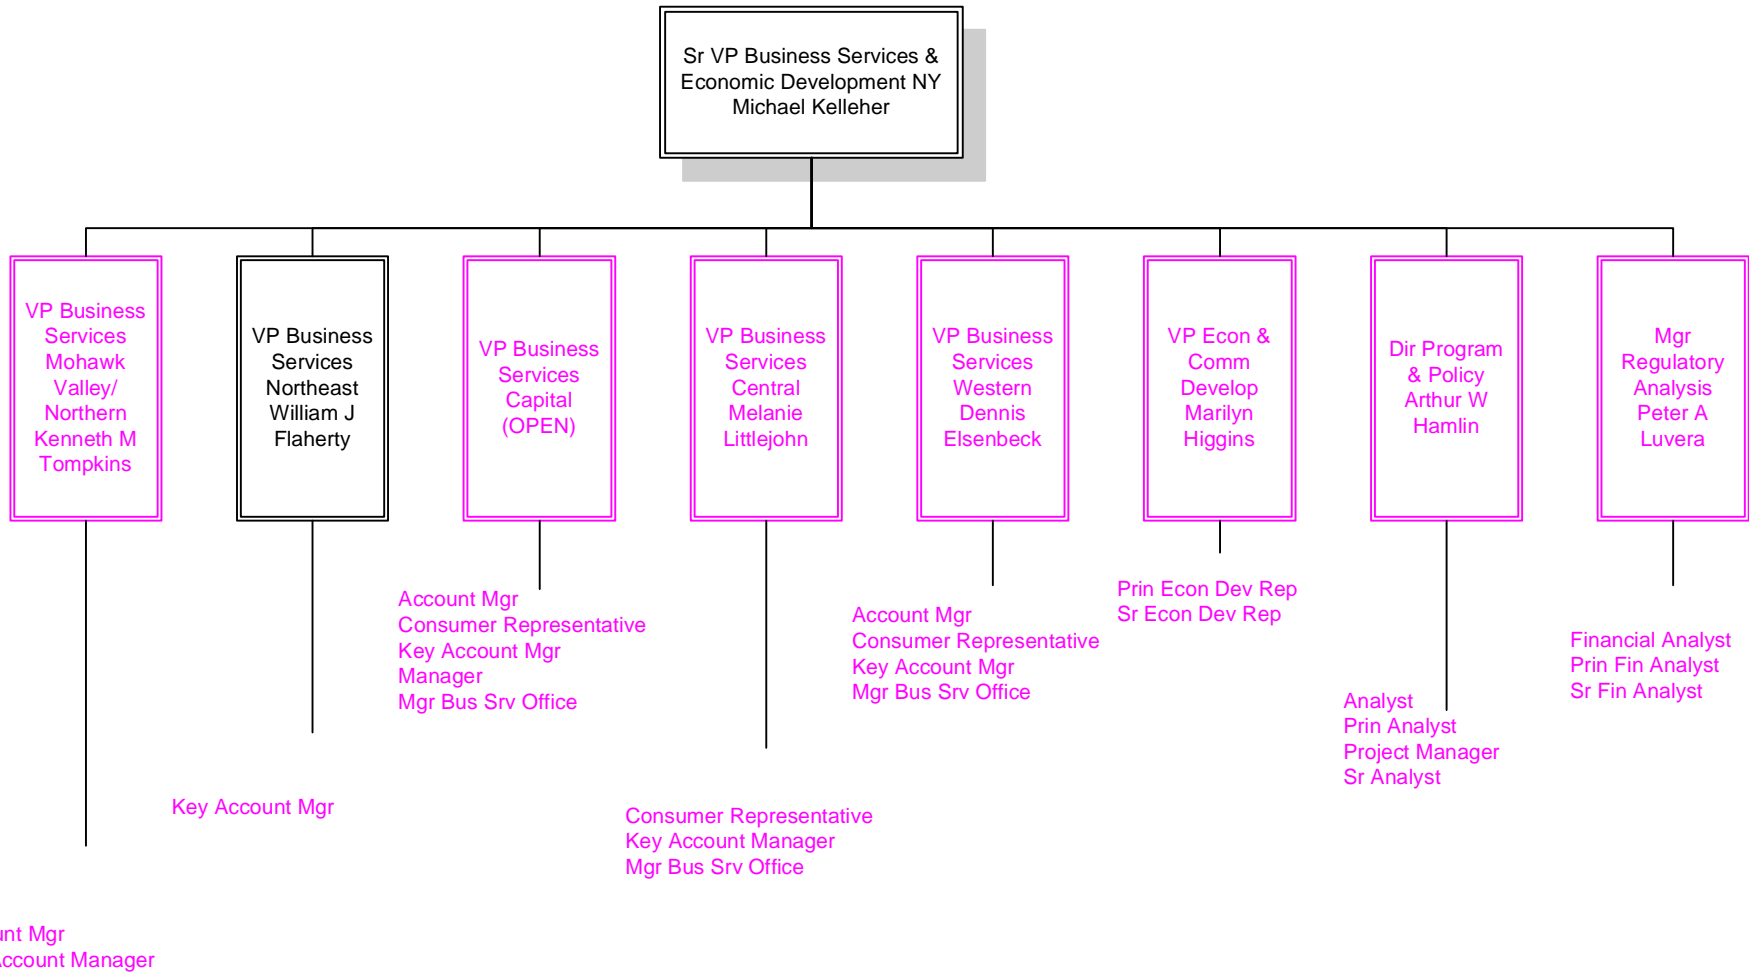 Sr VP Business Services &
Economic Development NY
Michael Kelleher
VP Business
Services
Mohawk
Valley/
Northern
Kenneth M
Tompkins
VP Business
Services
Northeast
William J
Flaherty
VP Business
Services
Capital
(OPEN)
VP Business
Services
Central
Melanie
Littlejohn
VP Business
Services
Western
Dennis
Elsenbeck
VP Econ &
Comm
Develop
Marilyn
Higgins
Dir Program
& Policy
Arthur W
Hamlin
Mgr
Regulatory
Analysis
Peter A
Luvera
Account Mgr
Consumer Representative
Key Account Mgr
Manager
Mgr Bus Srv Office
Account Mgr
Consumer Representative
Key Account Mgr
Mgr Bus Srv Office
Prin Econ Dev Rep
Sr Econ Dev Rep
Financial Analyst
Prin Fin Analyst
Sr Fin Analyst
Analyst
Prin Analyst
Project Manager
Sr Analyst
Key Account Mgr
Consumer Representative
Key Account Manager
Mgr Bus Srv Office
Mgr
Account Manager